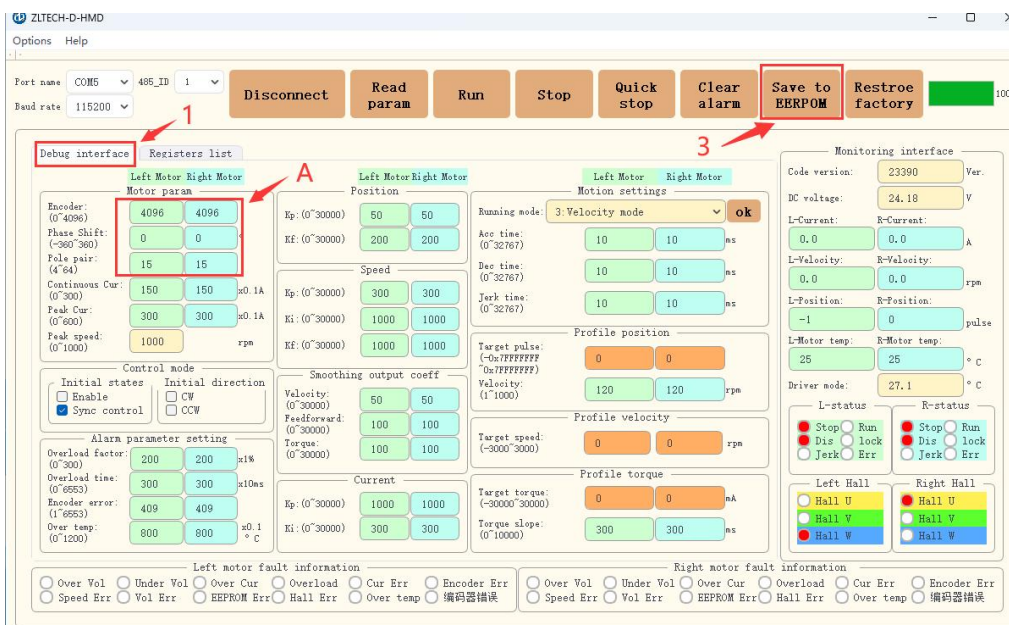 ZLTECH-D-HMD
Options Help
Port name COM5 485_ID 1
Baud rate 115200
Disconnect
Read param
Run
Stop
Quick stop
Clear alarm
Save to EERPOM
Restroe factory
100
1
3
A
Debug interface Registers list
Left Motor Right Motor
Motor param
Encoder: (0~4096) 4096 4096
Phase Shift: (-360~360) 0 0 °
Pole pair: (4~64) 15 15
Continuous Cur: (0~300) 150 150 x0.1A
Peak Cur: (0~600) 300 300 x0.1A
Peak speed: (0~1000) 1000 rpm
Control mode
Initial states Initial direction
Enable CW
Sync control CCW
Alarm parameter setting
Overload factor: (0~300) 200 200 x1%
Overload time: (0~6553) 300 300 x10ms
Encoder error: (1~6553) 409 409
Over temp: (0~1200) 800 800 x0.1 °C
Left Motor Right Motor
Position
Kp:(0~30000) 50 50
Kf:(0~30000) 200 200
Speed
Kp:(0~30000) 300 300
Ki:(0~30000) 1000 1000
Kf:(0~30000) 1000 1000
Smoothing output coeff
Velocity: (0~30000) 50 50
Feedforward: (0~30000) 100 100
Torque: (0~30000) 100 100
Current
Kp:(0~30000) 1000 1000
Ki:(0~30000) 300 300
Left Motor Right Motor
Motion settings
Running mode: 3:Velocity mode ok
Acc time: (0~32767) 10 10 ms
Dec time: (0~32767) 10 10 ms
Jerk time: (0~32767) 10 10 ms
Profile position
Target pulse: (-0x7FFFFFFF ~0x7FFFFFFF) 0 0
Velocity: (1~1000) 120 120 rpm
Profile velocity
Target speed: (-3000~3000) 0 0 rpm
Profile torque
Target torque: (-30000~30000) 0 0 mA
Torque slope: (0~10000) 300 300 ms
Monitoring interface
Code version: 23390 Ver.
DC voltage: 24.18 V
L-Current: R-Current:
0.0 0.0 A
L-Velocity: R-Velocity:
0.0 0.0 rpm
L-Position: R-Position:
-1 0 pulse
L-Motor temp: R-Motor temp:
25 25 °C
Driver mode: 27.1 °C
L-status R-status
Stop Run Stop Run
Dis lock Dis lock
Jerk Err Jerk Err
Left Hall Right Hall
Hall U Hall U
Hall V Hall V
Hall W Hall W
Left motor fault information
Over Vol Under Vol Over Cur Overload Cur Err Encoder Err
Speed Err Vol Err EEPROM Err Hall Err Over temp 编码器错误
Right motor fault information
Over Vol Under Vol Over Cur Overload Cur Err Encoder Err
Speed Err Vol Err EEPROM Err Hall Err Over temp 编码器错误